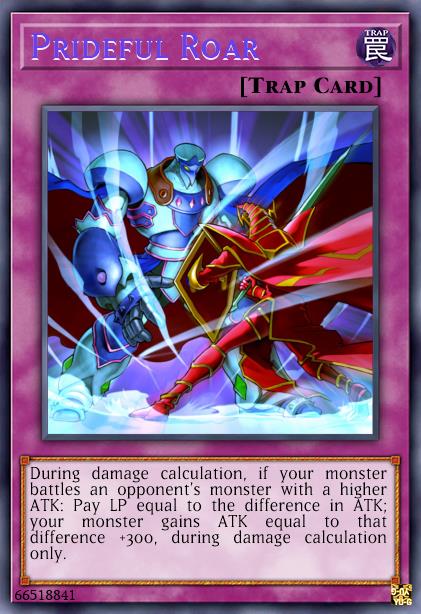 Prideful Roar
TRAP
罠
[Trap Card]
During damage calculation, if your monster
battles an opponent's monster with a higher
ATK: Pay LP equal to the difference in ATK;
your monster gains ATK equal to that
difference +300, during damage calculation
only.
66518841